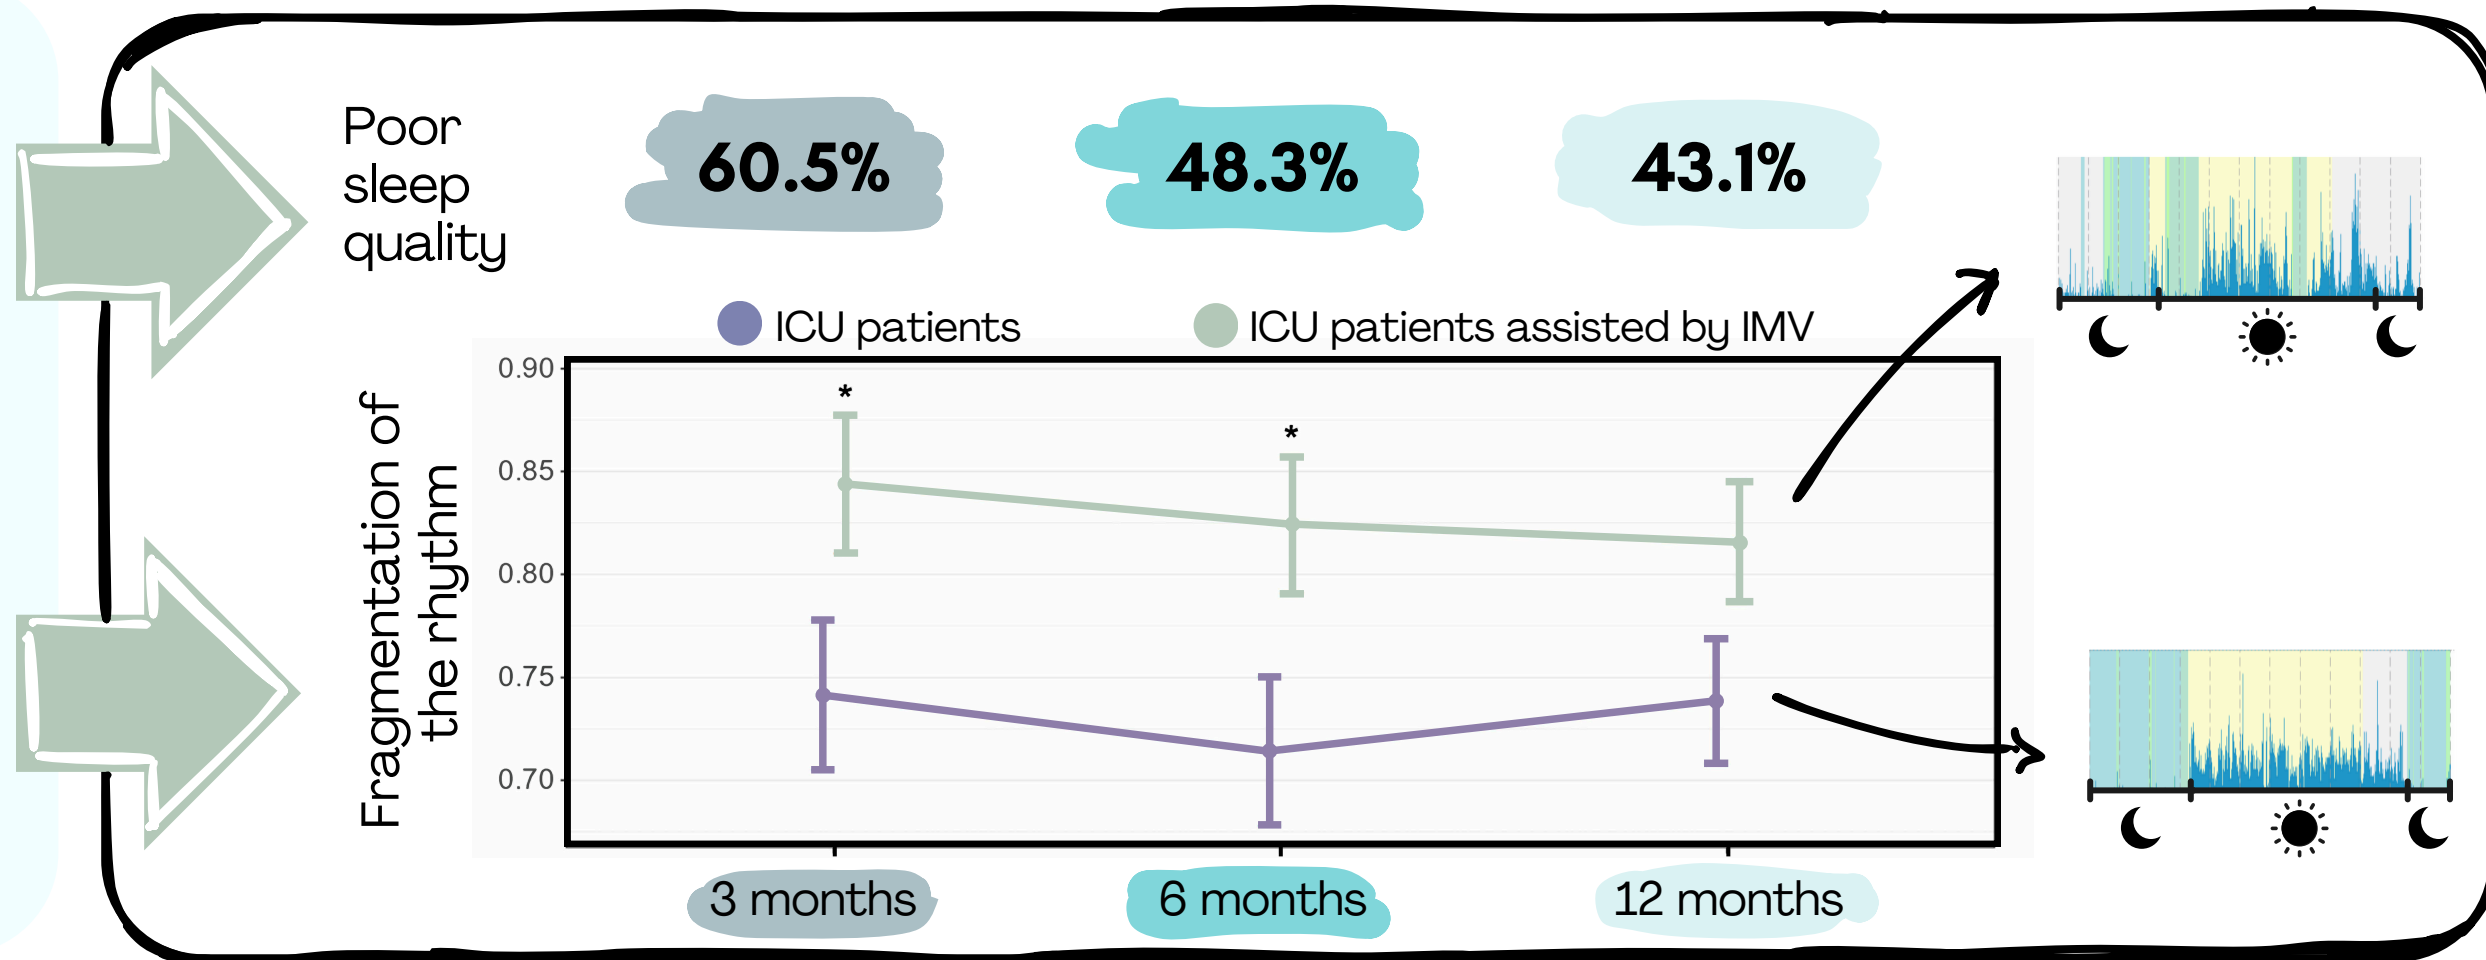 Poor
sleep
quality
60.5%
48.3%
43.1%
ICU patients
ICU patients assisted by IMV
Fragmentation of
the rhythm
0.90
0.85
0.80
0.75
0.70
*
*
3 months
6 months
12 months